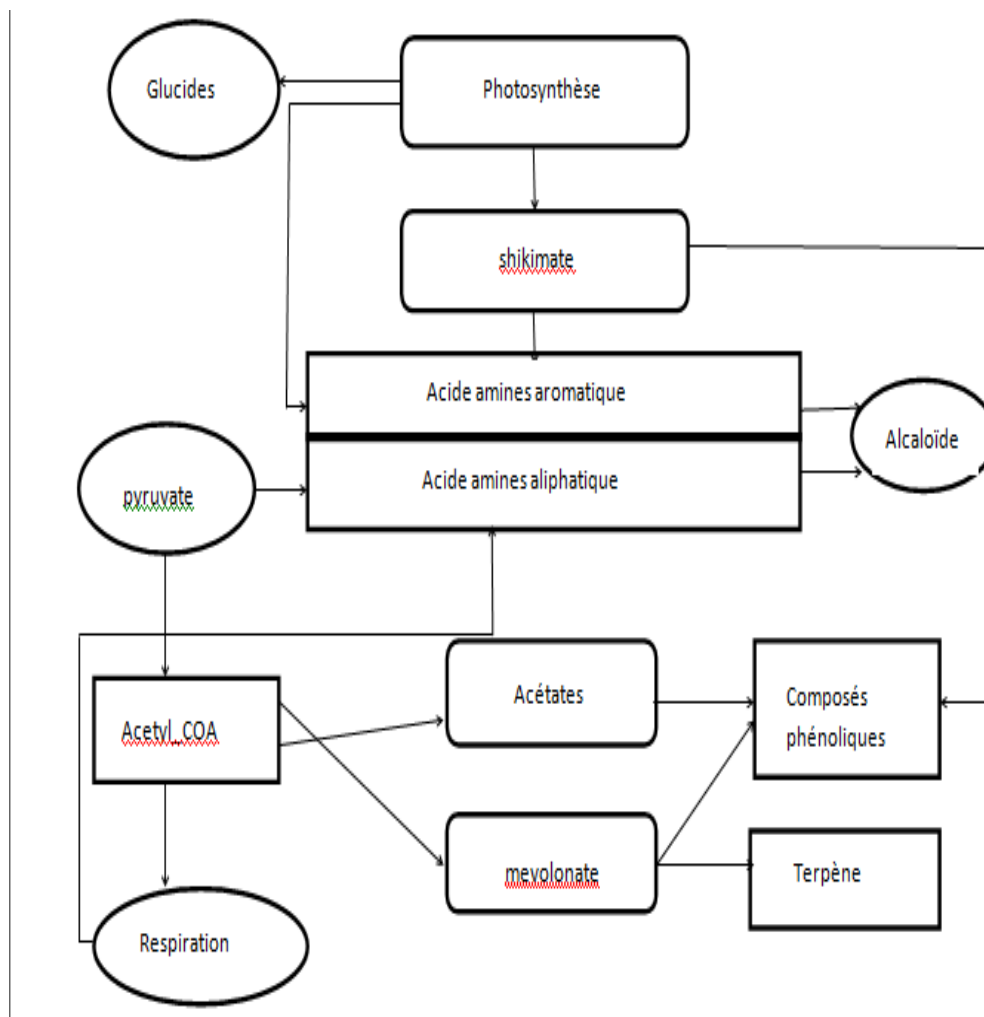 Glucides
Photosynthèse
shikimate
Acide amines aromatique
Alcaloïde
Acide amines aliphatique
pyruvate
Acétates
Composés
phénoliques
Acetyl_COA
mevolonate
Terpène
Respiration